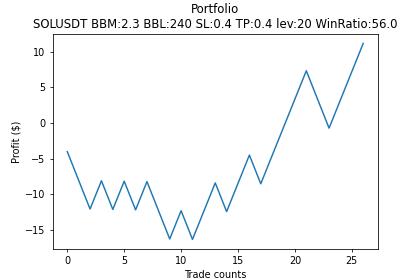 Portfolio
SOLUSDT BBM:2.3 BBL:240 SL:0.4 TP:0.4 lev:20 WinRatio:56.0
10
5
0
−5
−10
−15
Profit ($)
0 5 10 15 20 25
Trade counts